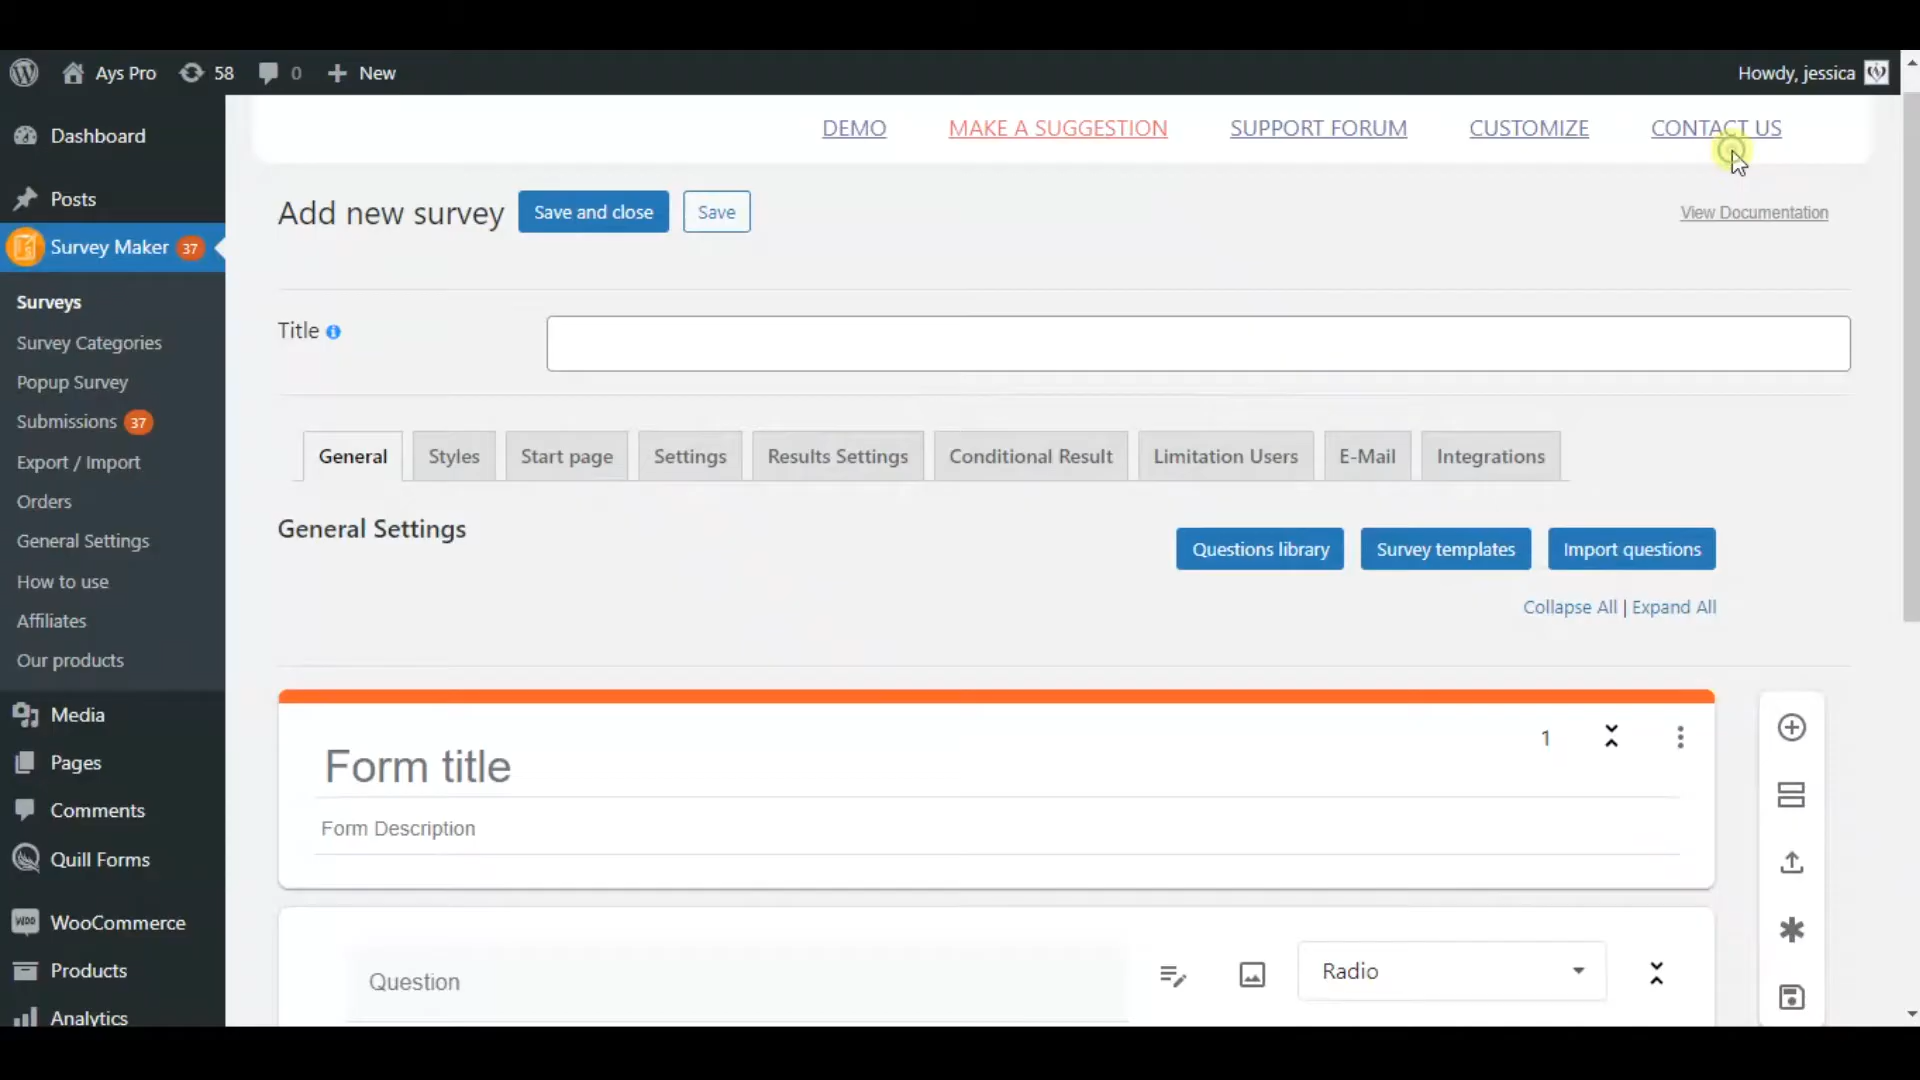 Ays Pro 58 0 New Howdy, jessica
DEMO MAKE A SUGGESTION SUPPORT FORUM CUSTOMIZE CONTACT US
Dashboard
Posts
Survey Maker 37
Surveys
Survey Categories
Popup Survey
Submissions 37
Export / Import
Orders
General Settings
How to use
Affiliates
Our products
Media
Pages
Comments
Quill Forms
WOO WooCommerce
Products
Analytics
Add new survey Save and close Save View Documentation
Title
General Styles Start page Settings Results Settings Conditional Result Limitation Users E-Mail Integrations
General Settings
Questions library Survey templates Import questions
Collapse All | Expand All
Form title 1
Form Description
Question Radio